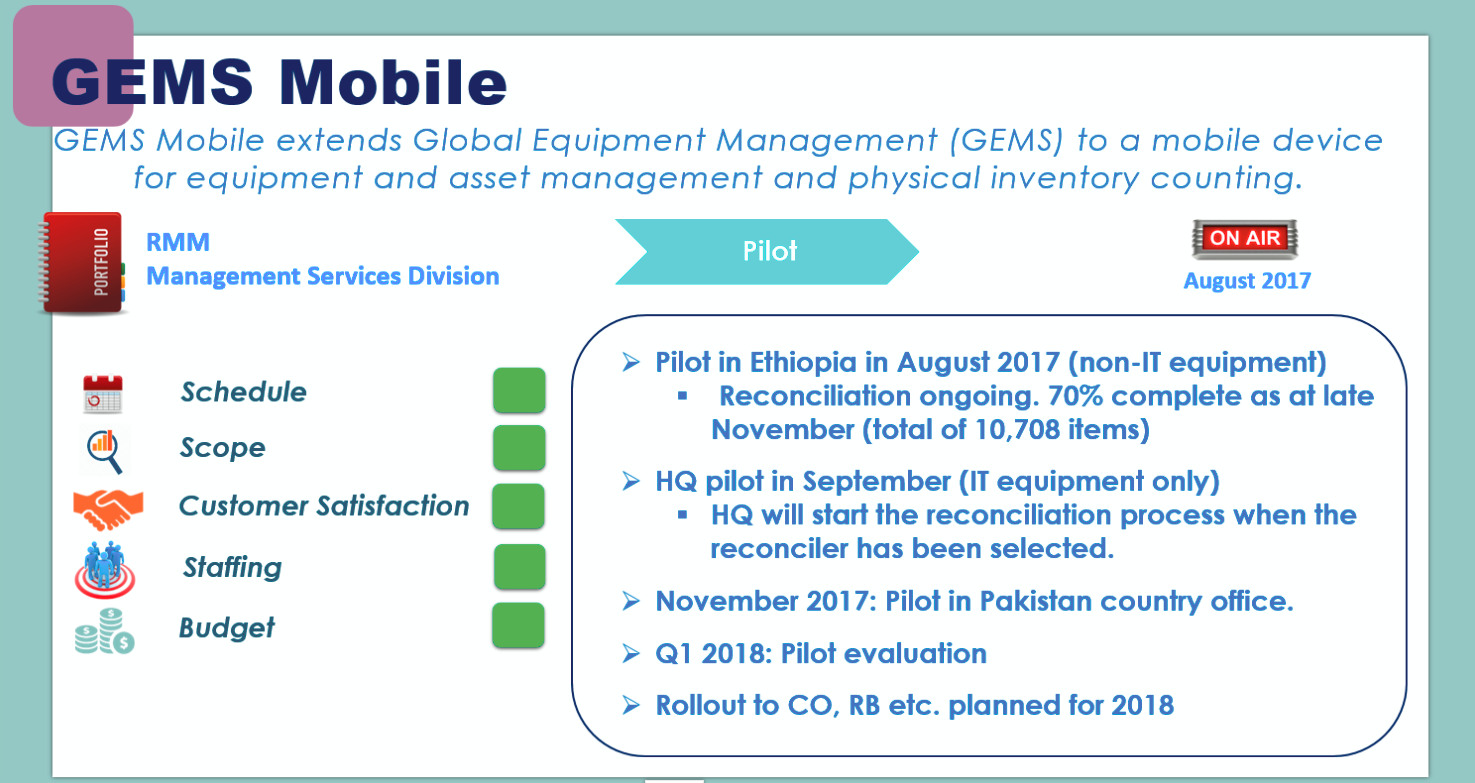 GEMS Mobile
GEMS Mobile extends Global Equipment Management (GEMS) to a mobile device
for equipment and asset management and physical inventory counting.
PORTFOLIO
RMM
Management Services Division
Pilot
ON AIR
August 2017
Schedule
Scope
Customer Satisfaction
Staffing
Budget
➢ Pilot in Ethiopia in August 2017 (non-IT equipment)
▪ Reconciliation ongoing. 70% complete as at late
November (total of 10,708 items)
➢ HQ pilot in September (IT equipment only)
▪ HQ will start the reconciliation process when the
reconciler has been selected.
➢ November 2017: Pilot in Pakistan country office.
➢ Q1 2018: Pilot evaluation
➢ Rollout to CO, RB etc. planned for 2018